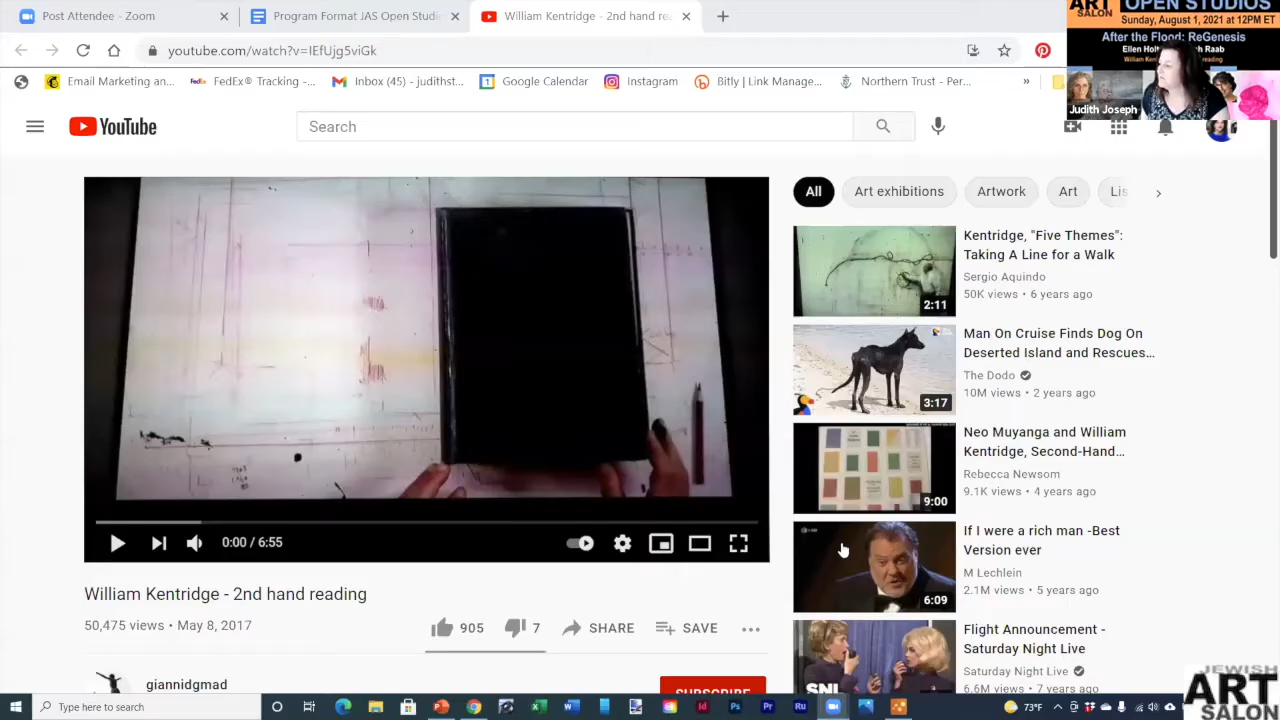 Post Attendee - Zoom
Program Format JAS Studio
William Kentridge - 2nd hand re
youtube.com/watch?v=IEfUjg5viGk
Email Marketing an...
FedEx® Tracking -...
(45) - iun
Google Calendar
Instagram
Bitly | Link Manage...
Northern Trust - Per...
ART
SALON
OPEN STUDIOS
Sunday, August 1, 2021 at 12PM ET
After the Flood: ReGenesis
Judith Joseph
YouTube
Search
All
Art exhibitions
Artwork
Art
Lis
Kentridge, "Five Themes":
Taking A Line for a Walk
Sergio Aquindo
50K views • 6 years ago
2:11
Man On Cruise Finds Dog On
Deserted Island and Rescues...
The Dodo
10M views • 2 years ago
3:17
Neo Muyanga and William
Kentridge, Second-Hand...
Rebecca Newsom
9.1K views • 4 years ago
9:00
If I were a rich man -Best
Version ever
M Lechlein
2.1M views • 5 years ago
6:09
Flight Announcement -
Saturday Night Live
Saturday Night Live
6.6M views • 7 years ago
SNL
0:00 / 6:55
William Kentridge - 2nd hand reading
50,475 views • May 8, 2017
905
7
SHARE
SAVE
giannidgmad
SUBSCRIBE
JEWISH
ART
SALON
Type here to search
73°F